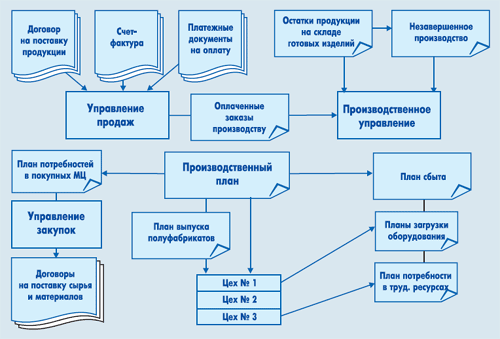 Договор
на поставку
продукции
Счет-
фактура
Платежные
документы
на оплату
Остатки продукции
на складе
готовых изделий
Незавершенное
производство
Управление
продаж
Оплаченные
заказы
производству
Производственное
управление
План потребностей
в покупных МЦ
Производственный
план
План сбыта
Управление
закупок
План выпуска
полуфабрикатов
Планы загрузки
оборудования
Договоры
на поставку сырья
и материалов
Цех № 1
Цех № 2
Цех № 3
План потребности
в труд. ресурсах